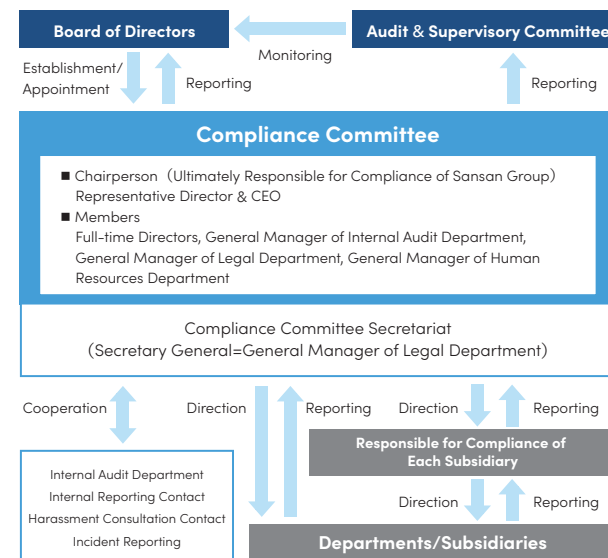 Board of Directors
Audit & Supervisory Committee
Monitoring
Establishment/
Appointment
Reporting
Reporting
Compliance Committee
■ Chairperson（Ultimately Responsible for Compliance of Sansan Group）
Representative Director & CEO
■ Members
Full-time Directors, General Manager of Internal Audit Department,
General Manager of Legal Department, General Manager of Human
Resources Department
Compliance Committee Secretariat
（Secretary General=General Manager of Legal Department）
Cooperation
Direction
Reporting
Direction
Reporting
Responsible for Compliance of
Each Subsidiary
Internal Audit Department
Internal Reporting Contact
Harassment Consultation Contact
Incident Reporting
Direction
Reporting
Departments/Subsidiaries